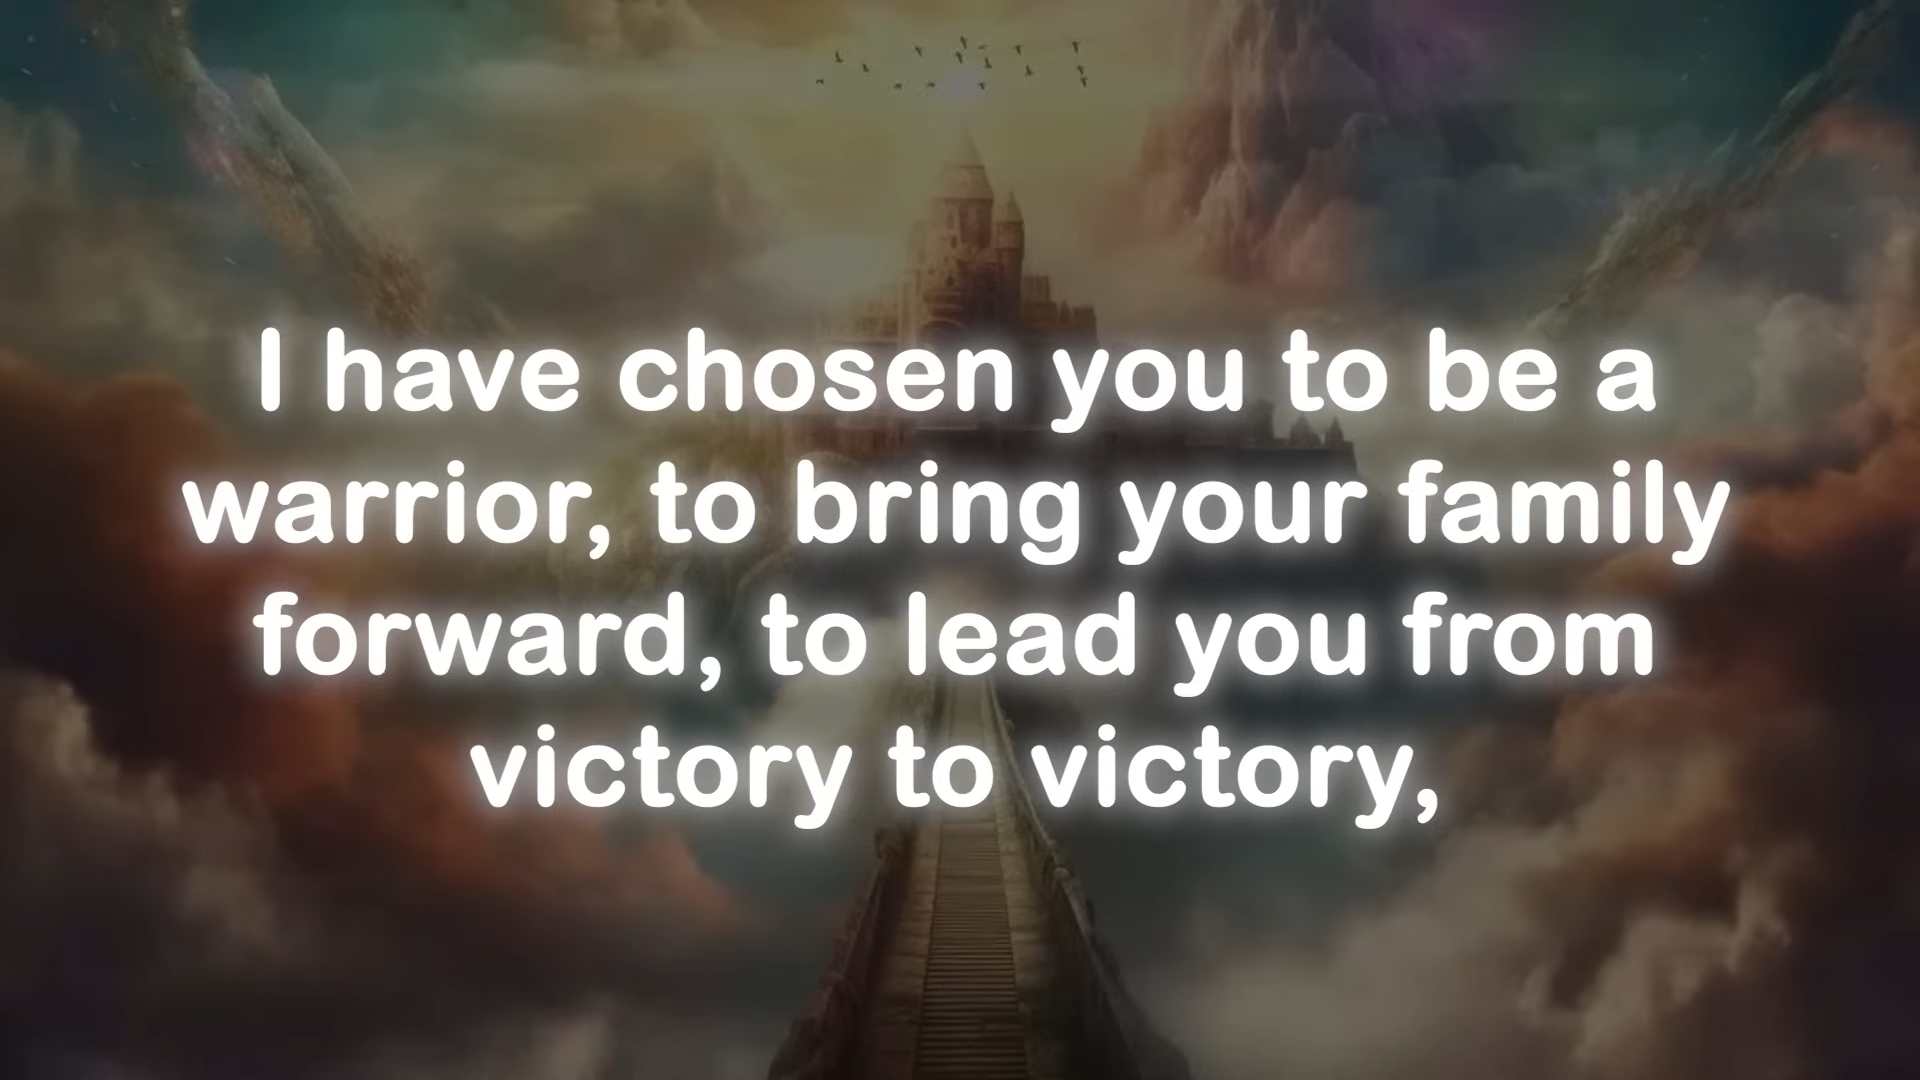 I have chosen you to be a
warrior, to bring your family
forward, to lead you from
victory to victory,